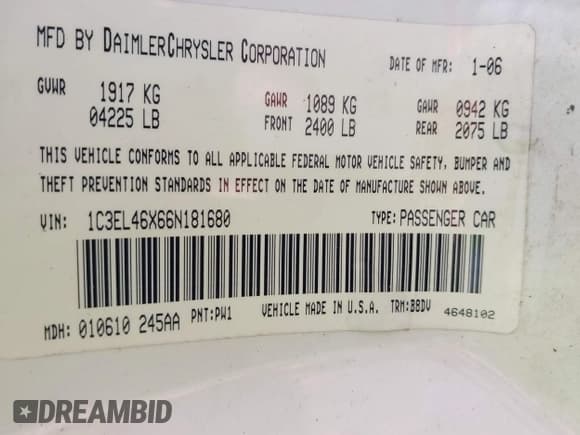 MFD BY DAIMLERCHRYSLER CORPORATION DATE OF MFR: 1-06
GVWR 1917 KG GAWR 1089 KG GAWR 0942 KG
04225 LB FRONT 2400 LB REAR 2075 LB
THIS VEHICLE CONFORMS TO ALL APPLICABLE FEDERAL MOTOR VEHICLE SAFETY, BUMPER AND
THEFT PREVENTION STANDARDS IN EFFECT ON THE DATE OF MANUFACTURE SHOWN ABOVE.
VIN: 1C3EL46X66N181680 TYPE: PASSENGER CAR
MDH: 010610 245AA PNT:PW1 VEHICLE MADE IN U.S.A. TRM:BBDV 4648102
DREAMBID